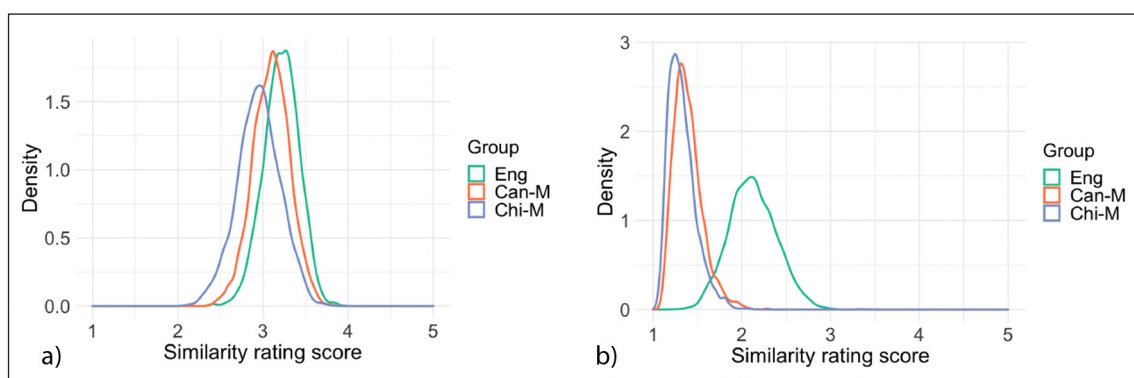 Density
1.5
1.0
0.5
0.0
1 2 3 4 5
Similarity rating score
a)
Group
Eng
Can-M
Chi-M
Density
3
2
1
0
1 2 3 4 5
Similarity rating score
b)
Group
Eng
Can-M
Chi-M